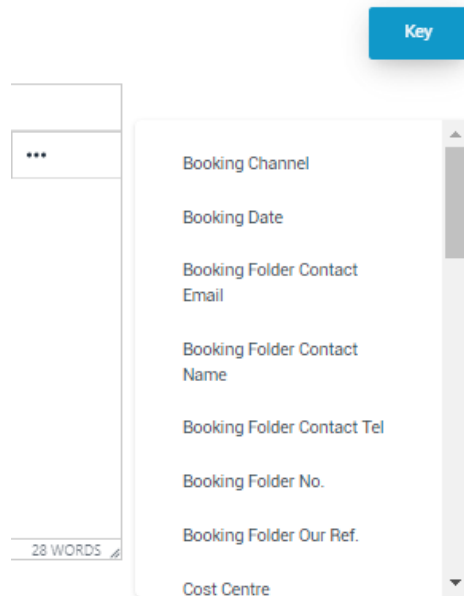 Key
•••
Booking Channel
Booking Date
Booking Folder Contact
Email
Booking Folder Contact
Name
Booking Folder Contact Tel
Booking Folder No.
Booking Folder Our Ref.
28 WORDS
Cost Centre